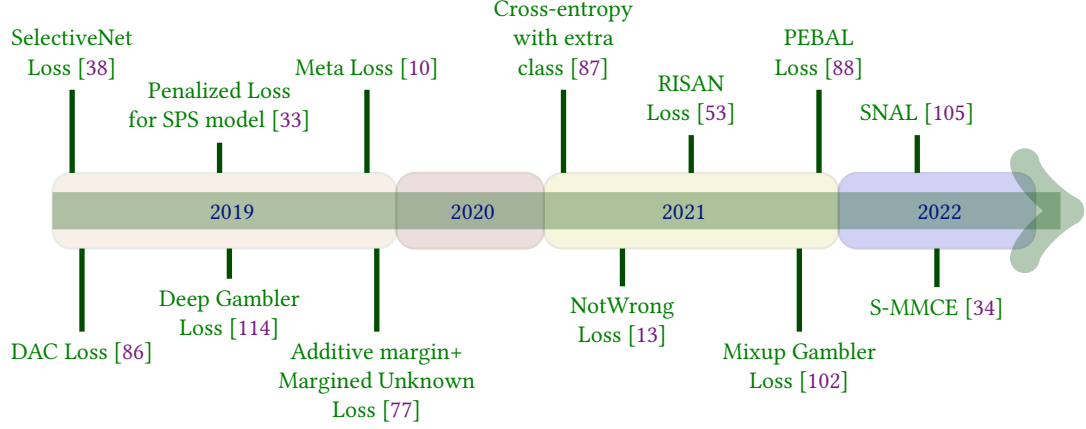 SelectiveNet
Loss [38]
Penalized Loss
for SPS model [33]
Meta Loss [10]
Cross-entropy
with extra
class [87]
RISAN
Loss [53]
PEBAL
Loss [88]
SNAL [105]
2019
2020
2021
2022
DAC Loss [86]
Deep Gambler
Loss [114]
Additive margin+
Margined Unknown
Loss [77]
NotWrong
Loss [13]
Mixup Gambler
Loss [102]
S-MMCE [34]